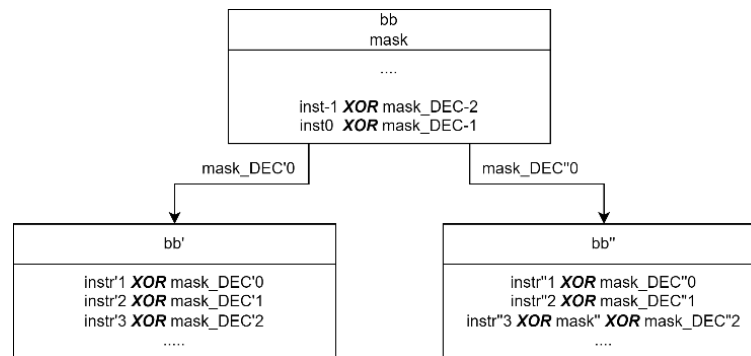 bb
mask
....
inst-1 XOR mask_DEC-2
inst0 XOR mask_DEC-1
mask_DEC'0
mask_DEC"0
bb'
instr'1 XOR mask_DEC'0
instr'2 XOR mask_DEC'1
instr'3 XOR mask_DEC'2
.....
bb"
instr"1 XOR mask_DEC"0
instr"2 XOR mask_DEC"1
instr"3 XOR mask" XOR mask_DEC"2
....